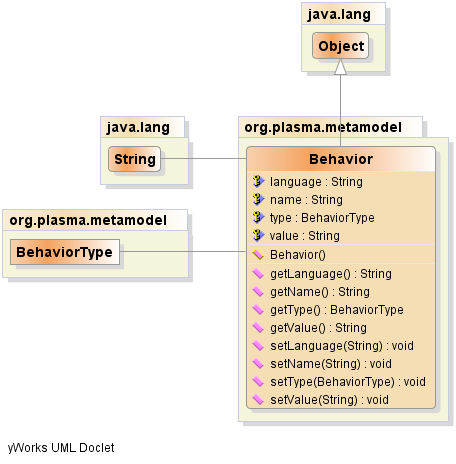 java.lang
Object
java.lang
String
org.plasma.metamodel
BehaviorType
org.plasma.metamodel
Behavior
language : String
name : String
type : BehaviorType
value : String
Behavior()
getLanguage() : String
getName() : String
getType() : BehaviorType
getValue() : String
setLanguage(String) : void
setName(String) : void
setType(BehaviorType) : void
setValue(String) : void
yWorks UML Doclet